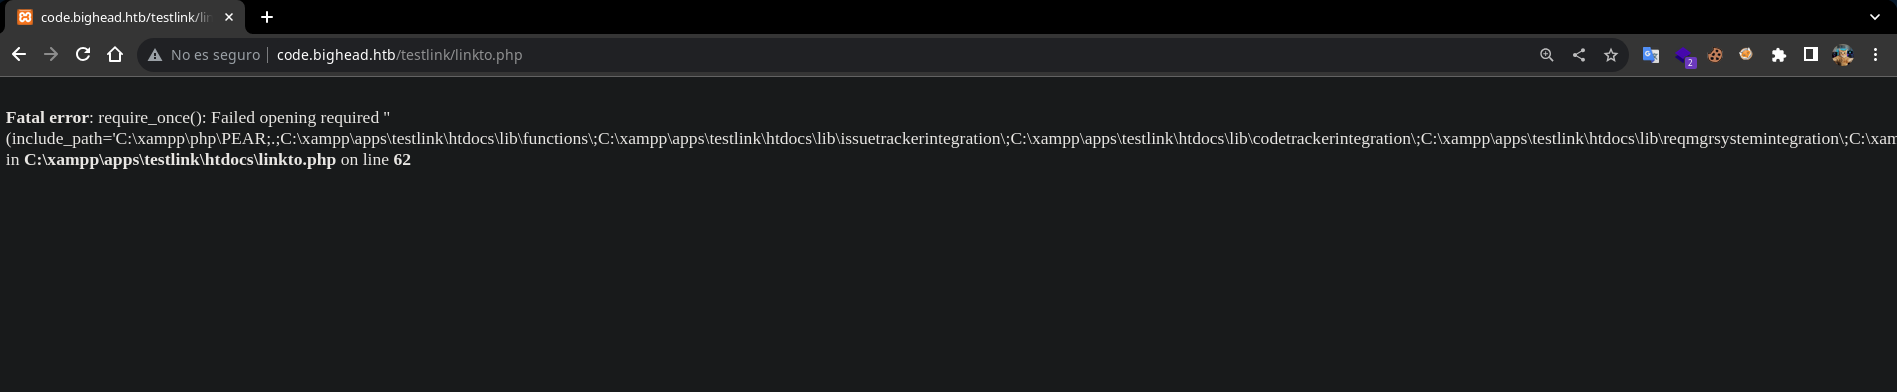 code.bighead.htb/testlink/lin
No es seguro code.bighead.htb/testlink/linkto.php
2
Fatal error: require_once(): Failed opening required "
(include_path='C:\xampp\php\PEAR;.;C:\xampp\apps\testlink\htdocs\lib\functions\;C:\xampp\apps\testlink\htdocs\lib\issuetrackerintegration\;C:\xampp\apps\testlink\htdocs\lib\codetrackerintegration\;C:\xampp\apps\testlink\htdocs\lib\reqmgrsystemintegration\;C:\xam
in C:\xampp\apps\testlink\htdocs\linkto.php on line 62